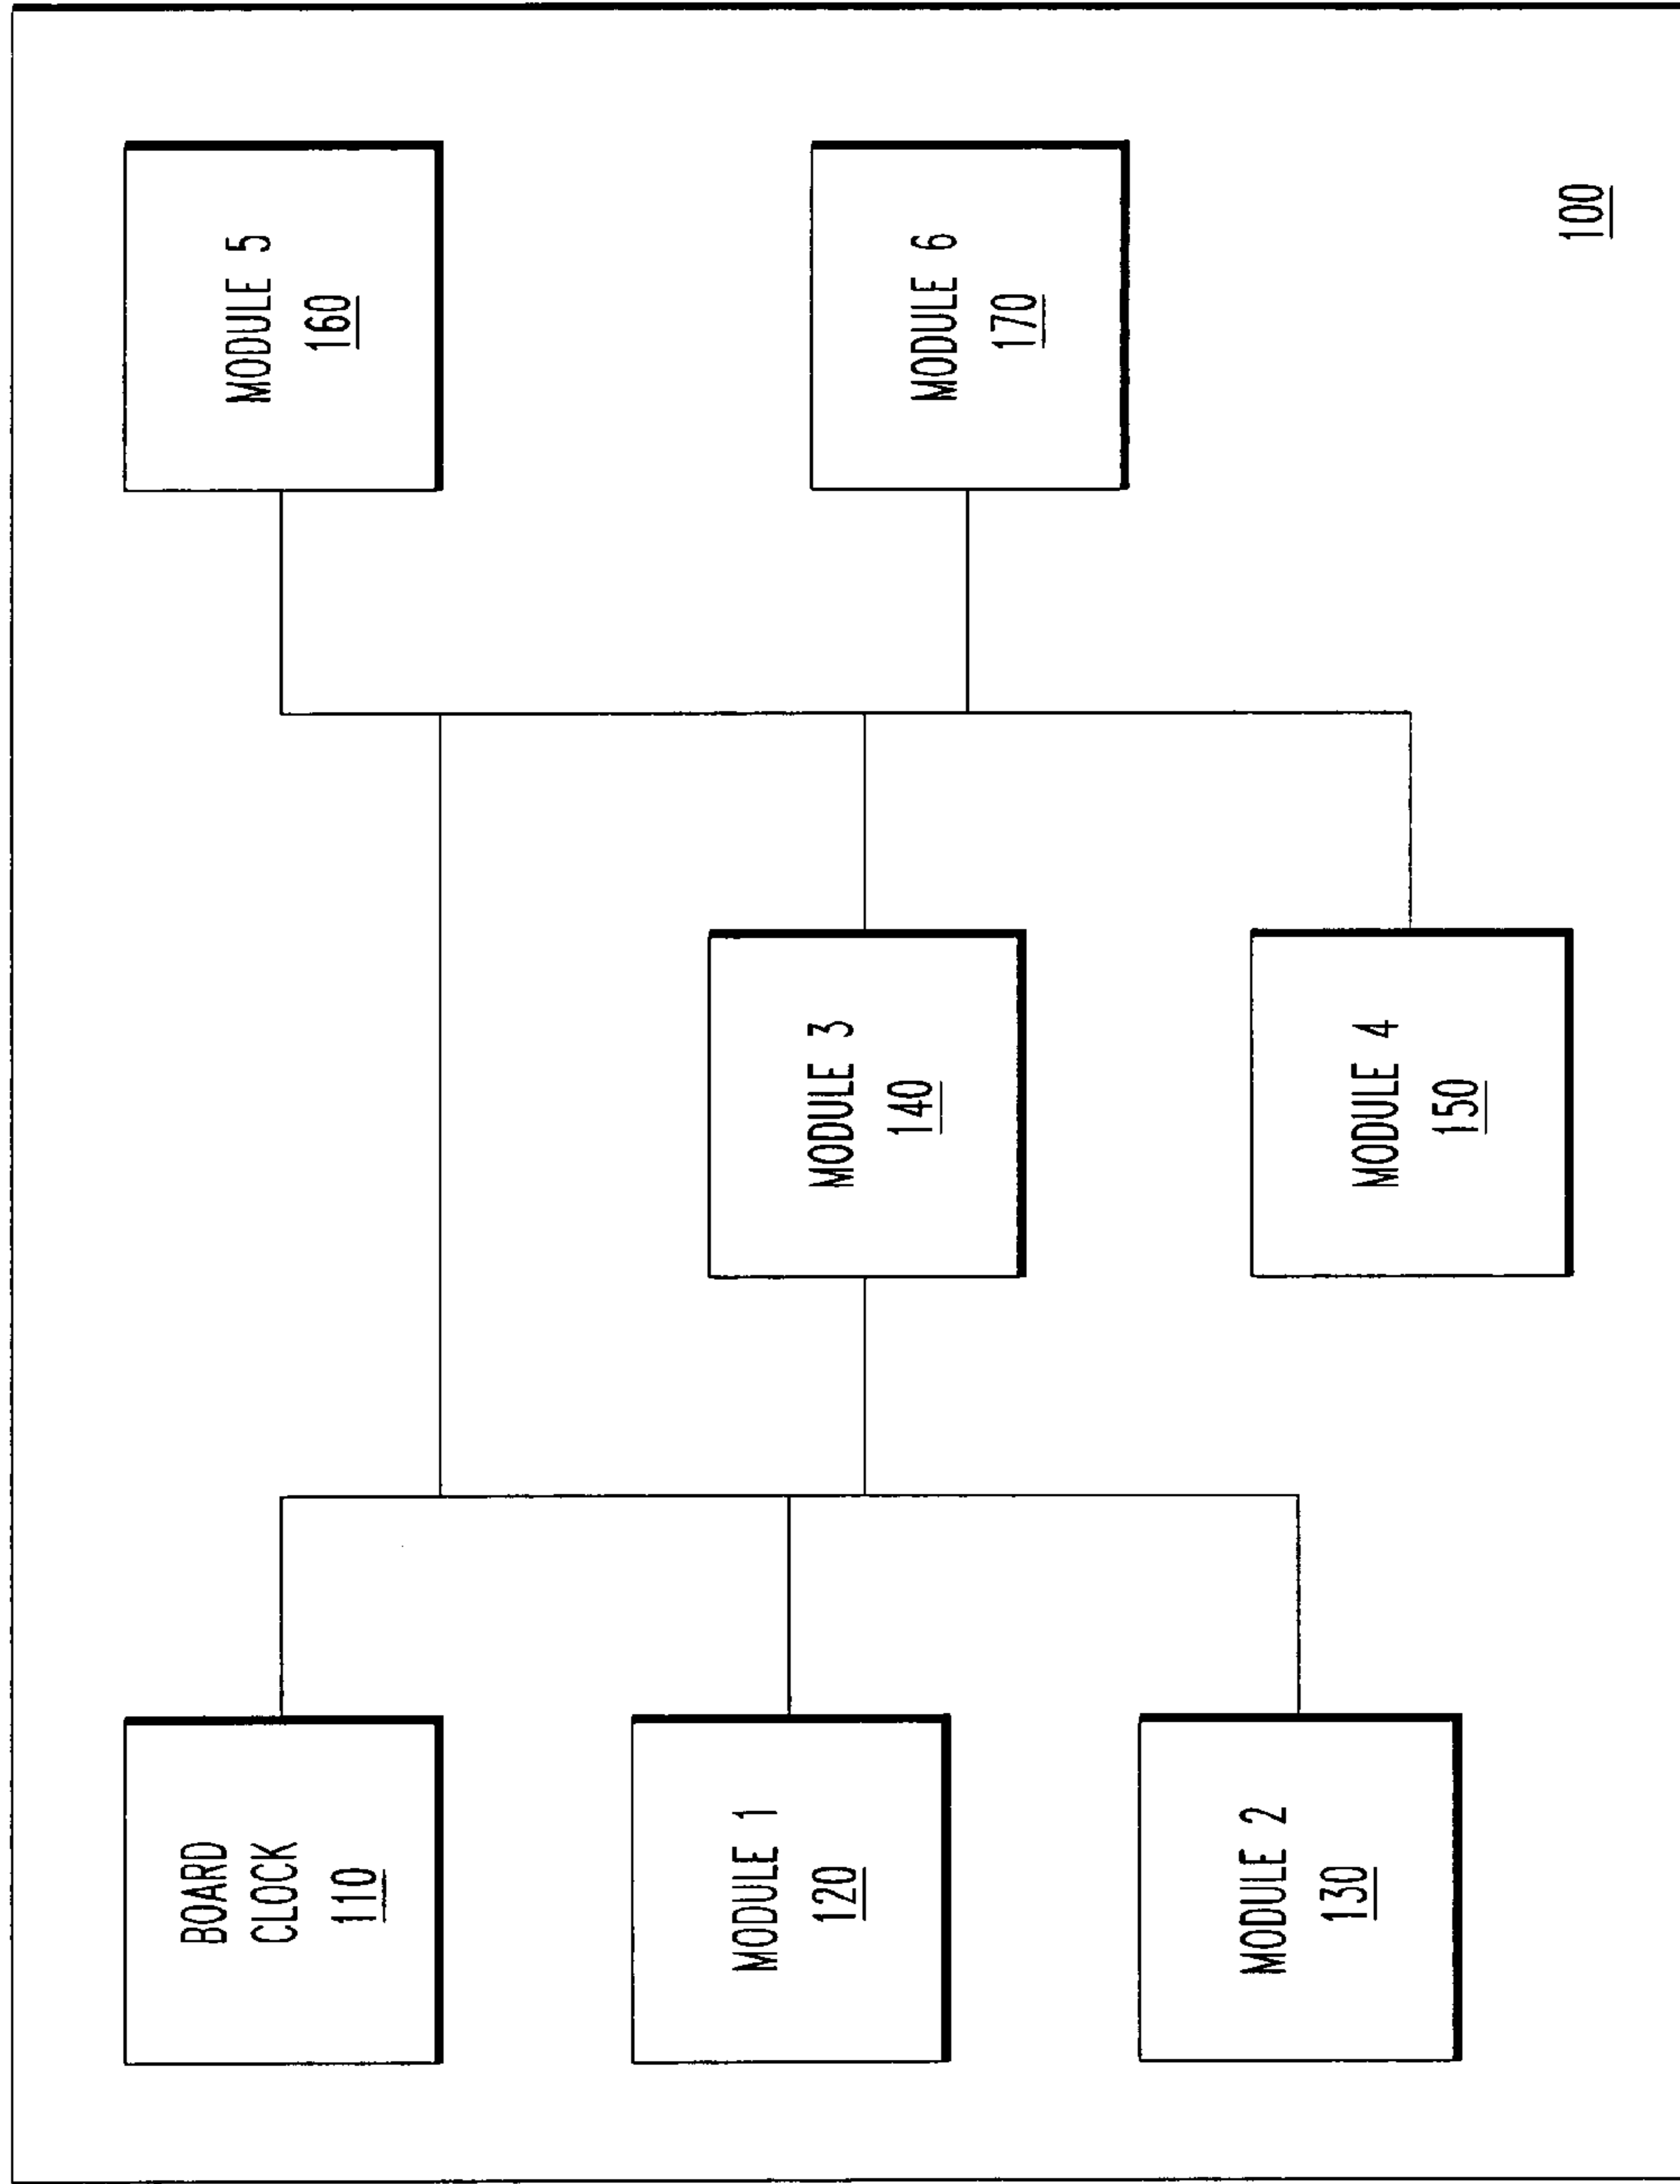 BOARD
CLOCK
110
MODULE 1
120
MODULE 2
130
MODULE 3
140
MODULE 4
150
MODULE 5
160
MODULE 6
170
100